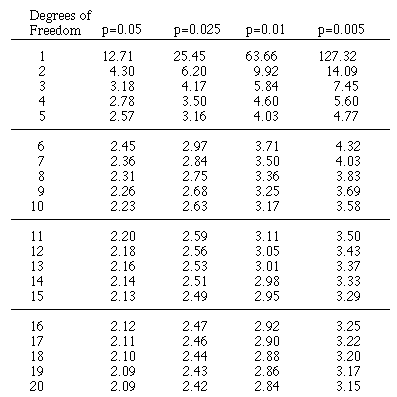 Degrees of
Freedom p=0.05 p=0.025 p=0.01 p=0.005
1 12.71 25.45 63.66 127.32
2 4.30 6.20 9.92 14.09
3 3.18 4.17 5.84 7.45
4 2.78 3.50 4.60 5.60
5 2.57 3.16 4.03 4.77
6 2.45 2.97 3.71 4.32
7 2.36 2.84 3.50 4.03
8 2.31 2.75 3.36 3.83
9 2.26 2.68 3.25 3.69
10 2.23 2.63 3.17 3.58
11 2.20 2.59 3.11 3.50
12 2.18 2.56 3.05 3.43
13 2.16 2.53 3.01 3.37
14 2.14 2.51 2.98 3.33
15 2.13 2.49 2.95 3.29
16 2.12 2.47 2.92 3.25
17 2.11 2.46 2.90 3.22
18 2.10 2.44 2.88 3.20
19 2.09 2.43 2.86 3.17
20 2.09 2.42 2.84 3.15